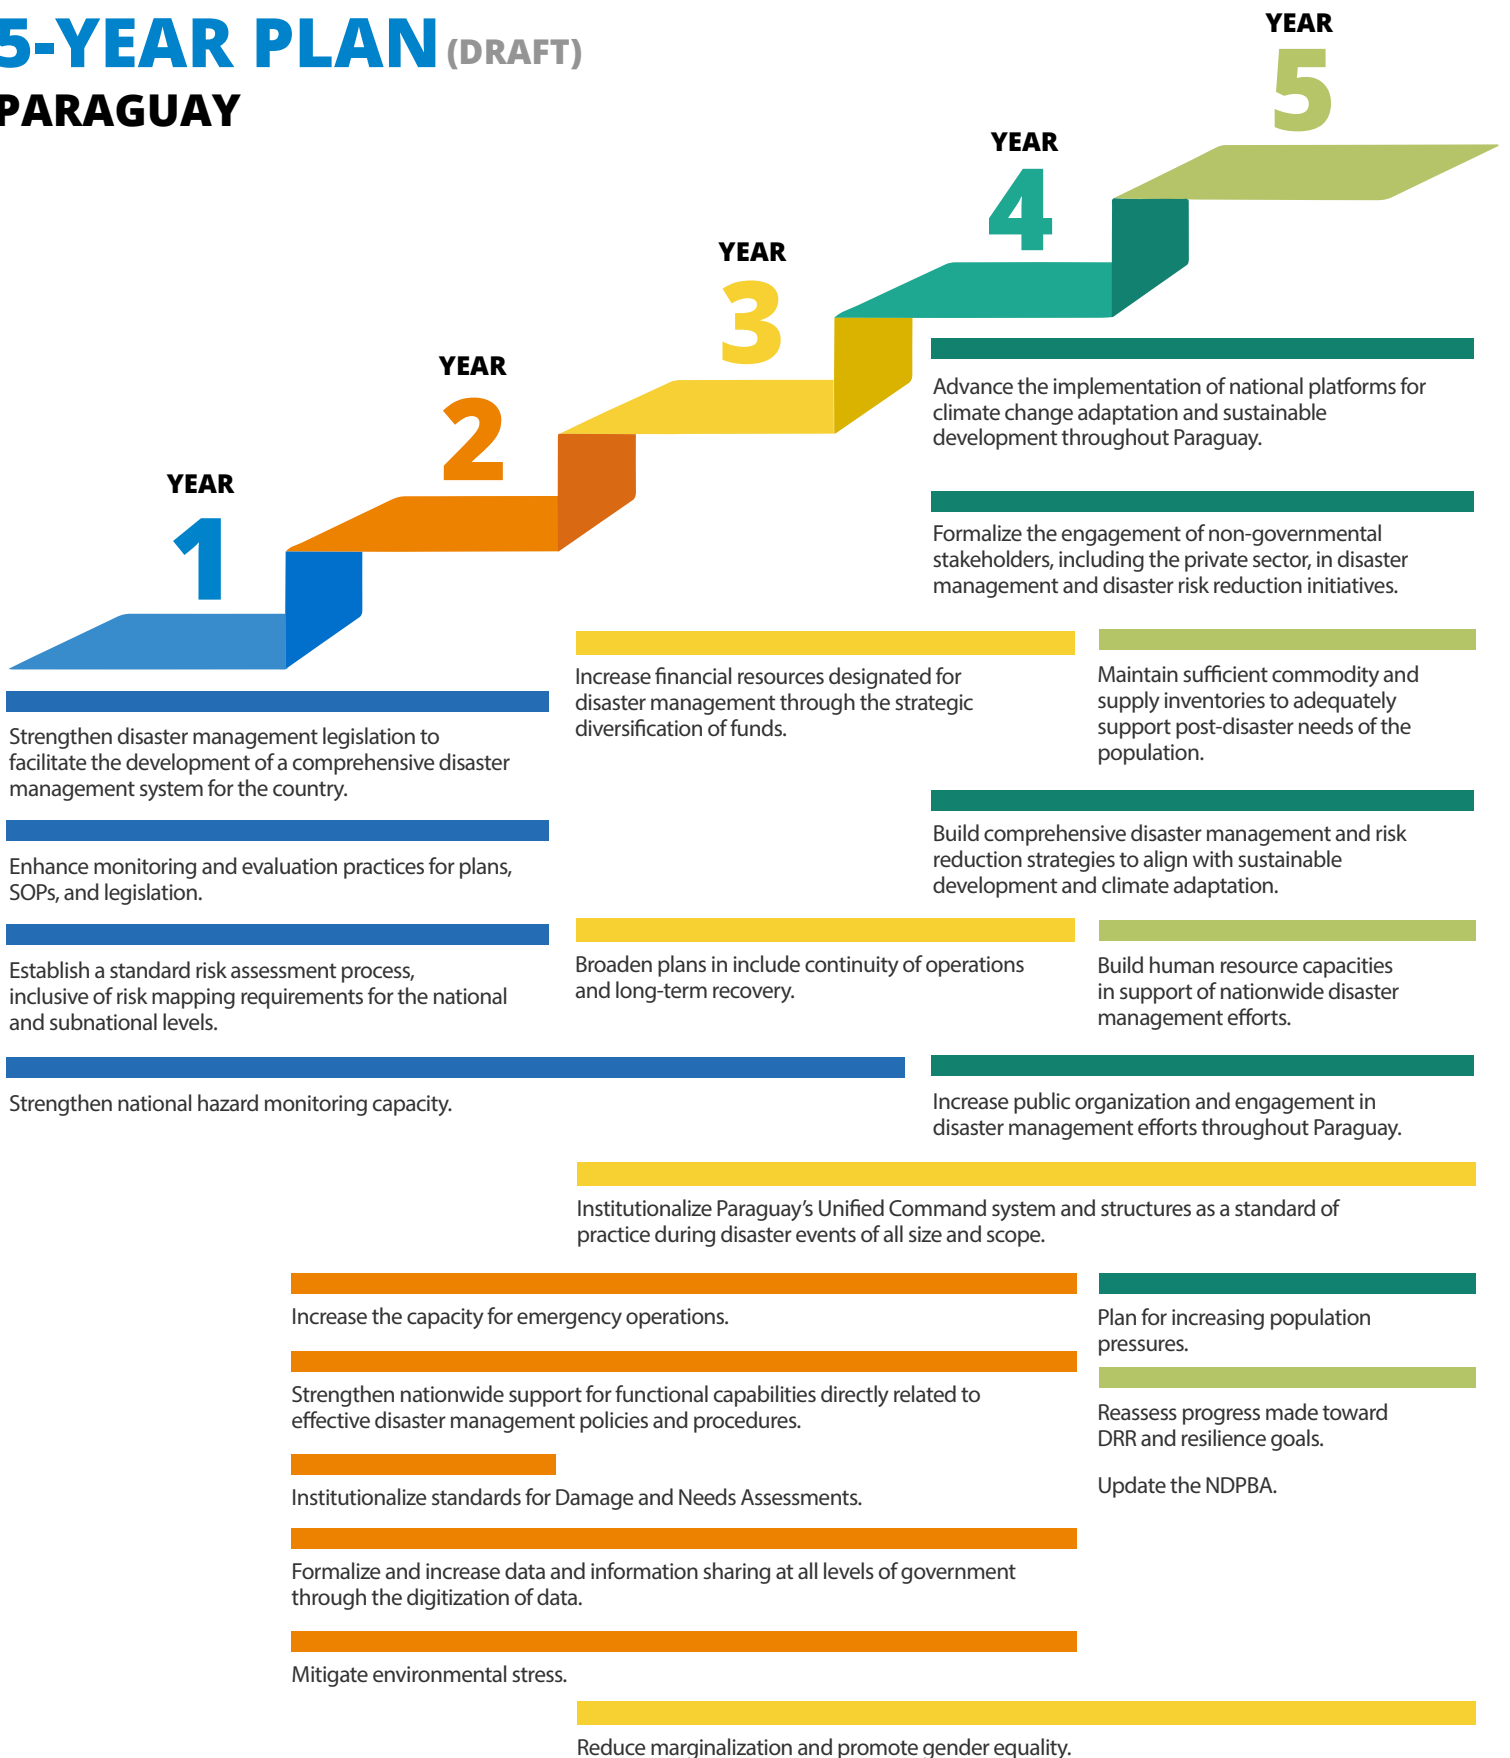 5-YEAR PLAN (DRAFT)
PARAGUAY
YEAR
1
YEAR
2
YEAR
3
YEAR
4
YEAR
5
Strengthen disaster management legislation to
facilitate the development of a comprehensive disaster
management system for the country.
Enhance monitoring and evaluation practices for plans,
SOPs, and legislation.
Establish a standard risk assessment process,
inclusive of risk mapping requirements for the national
and subnational levels.
Strengthen national hazard monitoring capacity.
Increase financial resources designated for
disaster management through the strategic
diversification of funds.
Broaden plans in include continuity of operations
and long-term recovery.
Advance the implementation of national platforms for
climate change adaptation and sustainable
development throughout Paraguay.
Formalize the engagement of non-governmental
stakeholders, including the private sector, in disaster
management and disaster risk reduction initiatives.
Maintain sufficient commodity and
supply inventories to adequately
support post-disaster needs of the
population.
Build comprehensive disaster management and risk
reduction strategies to align with sustainable
development and climate adaptation.
Build human resource capacities
in support of nationwide disaster
management efforts.
Increase public organization and engagement in
disaster management efforts throughout Paraguay.
Institutionalize Paraguay’s Unified Command system and structures as a standard of
practice during disaster events of all size and scope.
Increase the capacity for emergency operations.
Strengthen nationwide support for functional capabilities directly related to
effective disaster management policies and procedures.
Institutionalize standards for Damage and Needs Assessments.
Formalize and increase data and information sharing at all levels of government
through the digitization of data.
Mitigate environmental stress.
Plan for increasing population
pressures.
Reassess progress made toward
DRR and resilience goals.
Update the NDPBA.
Reduce marginalization and promote gender equality.